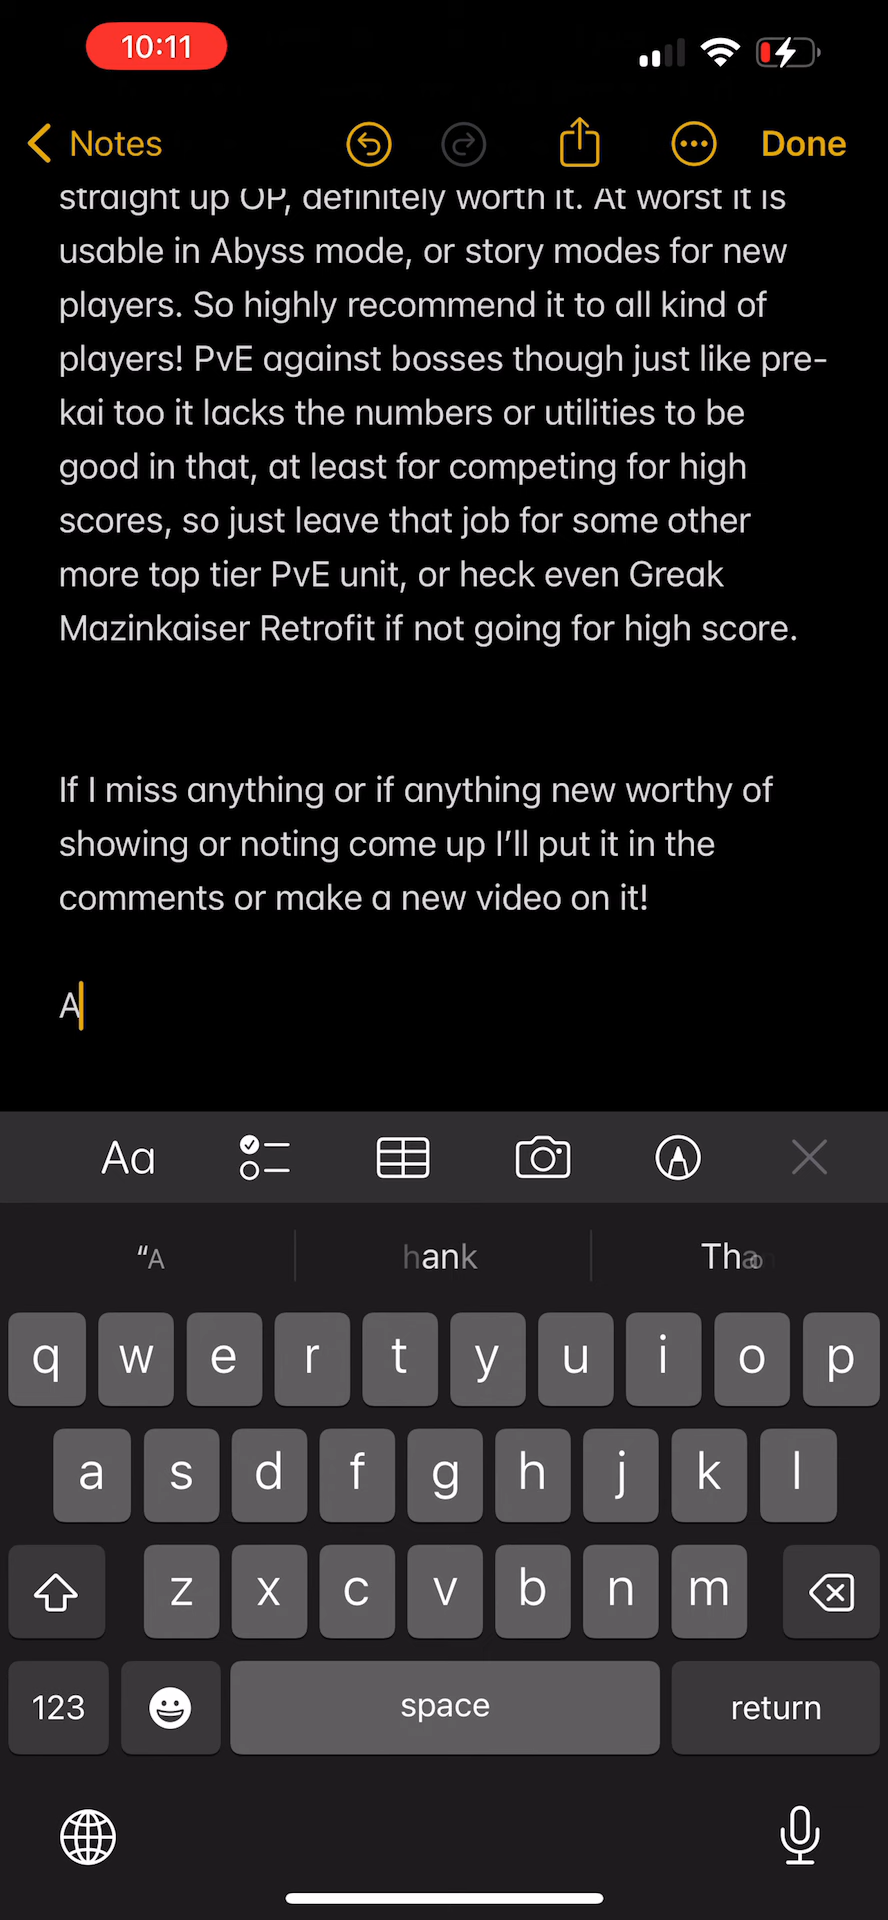 10:11
Notes
Done
straight up OP, definitely worth it. At worst it is
usable in Abyss mode, or story modes for new
players. So highly recommend it to all kind of
players! PvE against bosses though just like pre-
kai too it lacks the numbers or utilities to be
good in that, at least for competing for high
scores, so just leave that job for some other
more top tier PvE unit, or heck even Greak
Mazinkaiser Retrofit if not going for high score.
If I miss anything or if anything new worthy of
showing or noting come up I’ll put it in the
comments or make a new video on it!
A
Aa
“A hank
q w e r t y u i o p
a s d f g h j k l
z x c v b n m
123 space return